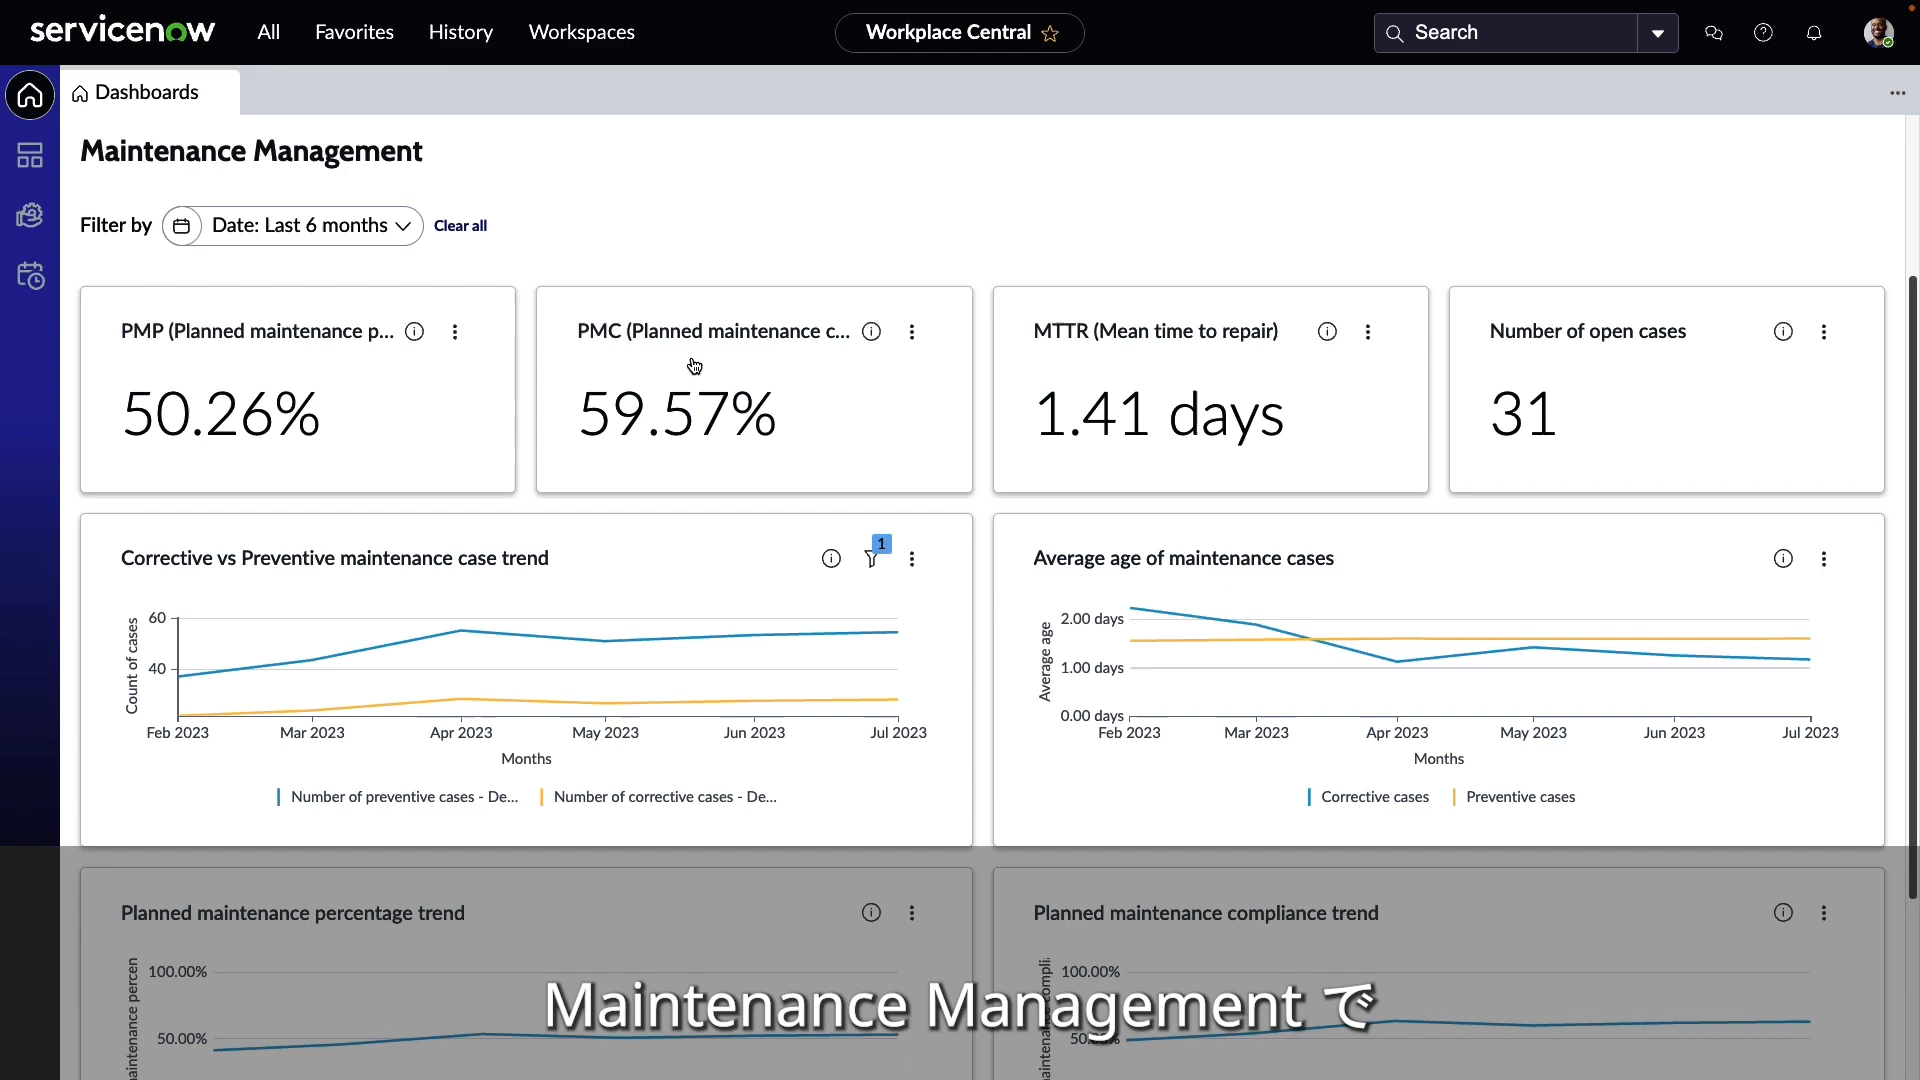 servicenow
All
Favorites
History
Workspaces
Workplace Central
Search
Dashboards
Maintenance Management
Filter by
Date: Last 6 months
Clear all
PMP (Planned maintenance p...
50.26%
PMC (Planned maintenance c...
59.57%
MTTR (Mean time to repair)
1.41 days
Number of open cases
31
Corrective vs Preventive maintenance case trend
1
Count of cases
60
40
Feb 2023
Mar 2023
Apr 2023
May 2023
Jun 2023
Jul 2023
Months
Number of preventive cases - De...
Number of corrective cases - De...
Average age of maintenance cases
Average age
2.00 days
1.00 days
0.00 days
Feb 2023
Mar 2023
Apr 2023
May 2023
Jun 2023
Jul 2023
Months
Corrective cases
Preventive cases
Planned maintenance percentage trend
100.00%
50.00%
Planned maintenance compliance trend
100.00%
Maintenance Management で